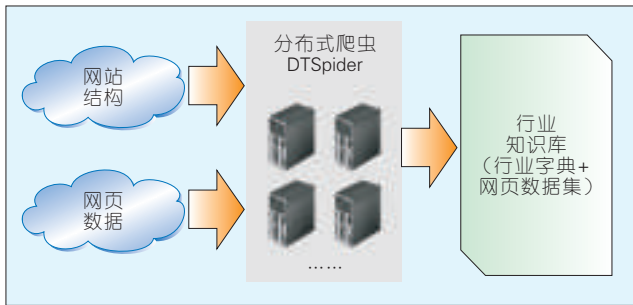 网站
结构
网页
数据
分布式爬虫
DTSpider
……
行业
知识库
（行业字典+
网页数据集）